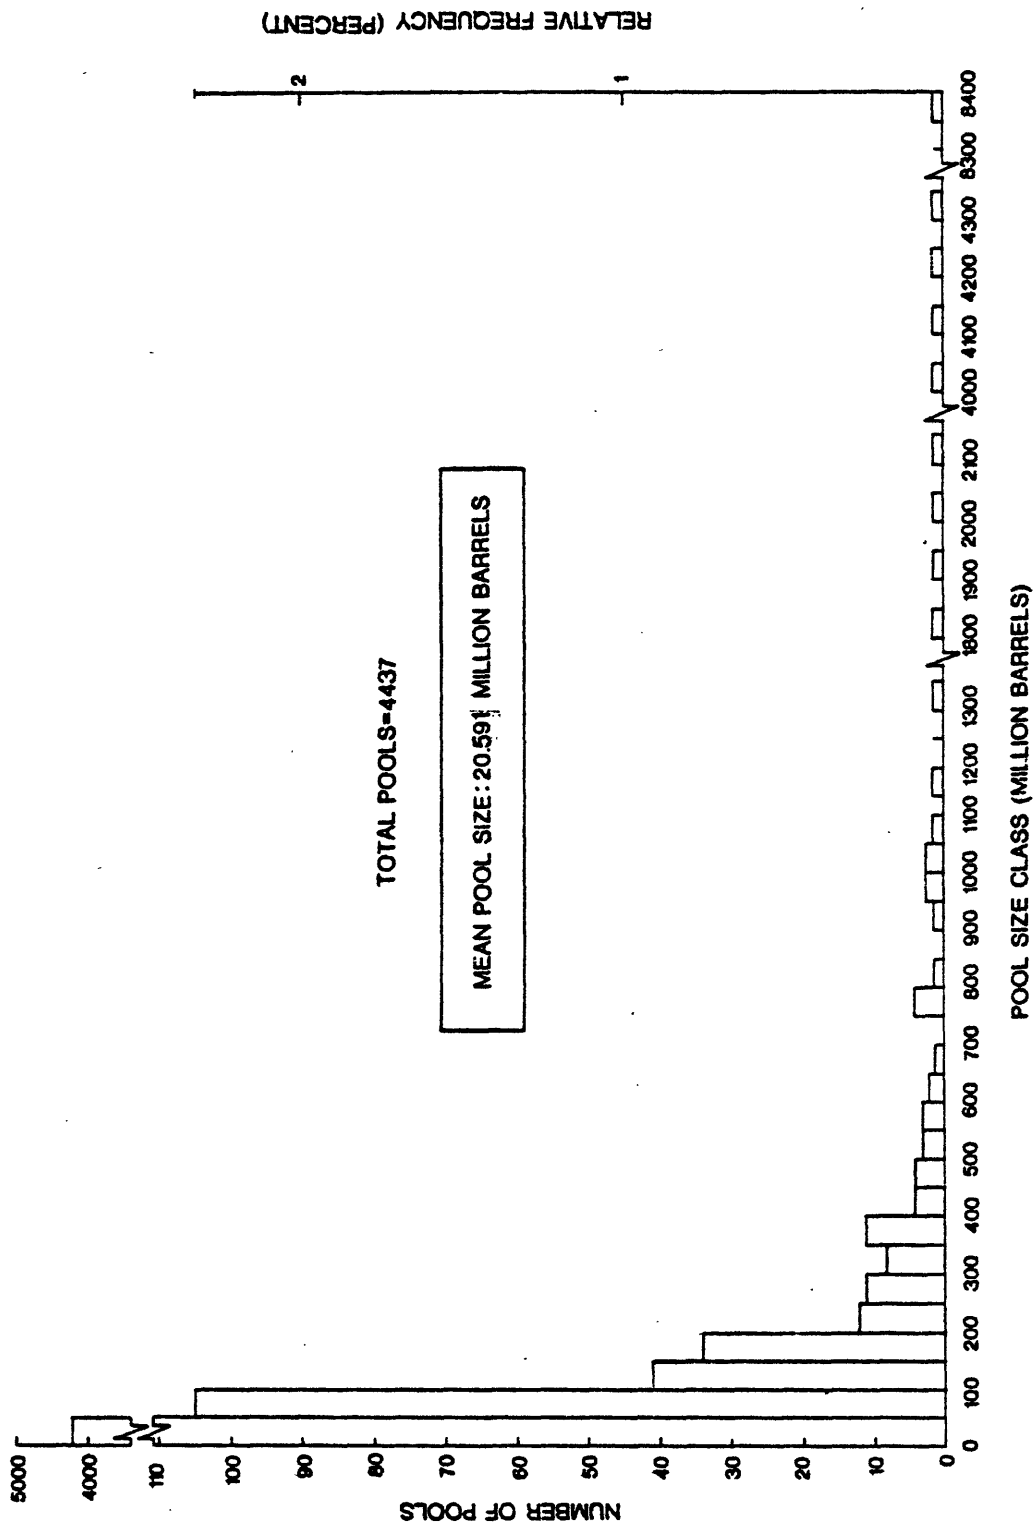 NUMBER OF POOLS
5000
4000
110
100
90
80
70
60
50
40
30
20
10
0
TOTAL POOLS=4437
MEAN POOL SIZE: 20.591 MILLION BARRELS
RELATIVE FREQUENCY (PERCENT)
2
1
0 100 200 300 400 500 600 700 800 900 1000 1100 1200 1300 1800 1900 2000 2100 4000 4100 4200 4300 8300 8400
POOL SIZE CLASS (MILLION BARRELS)